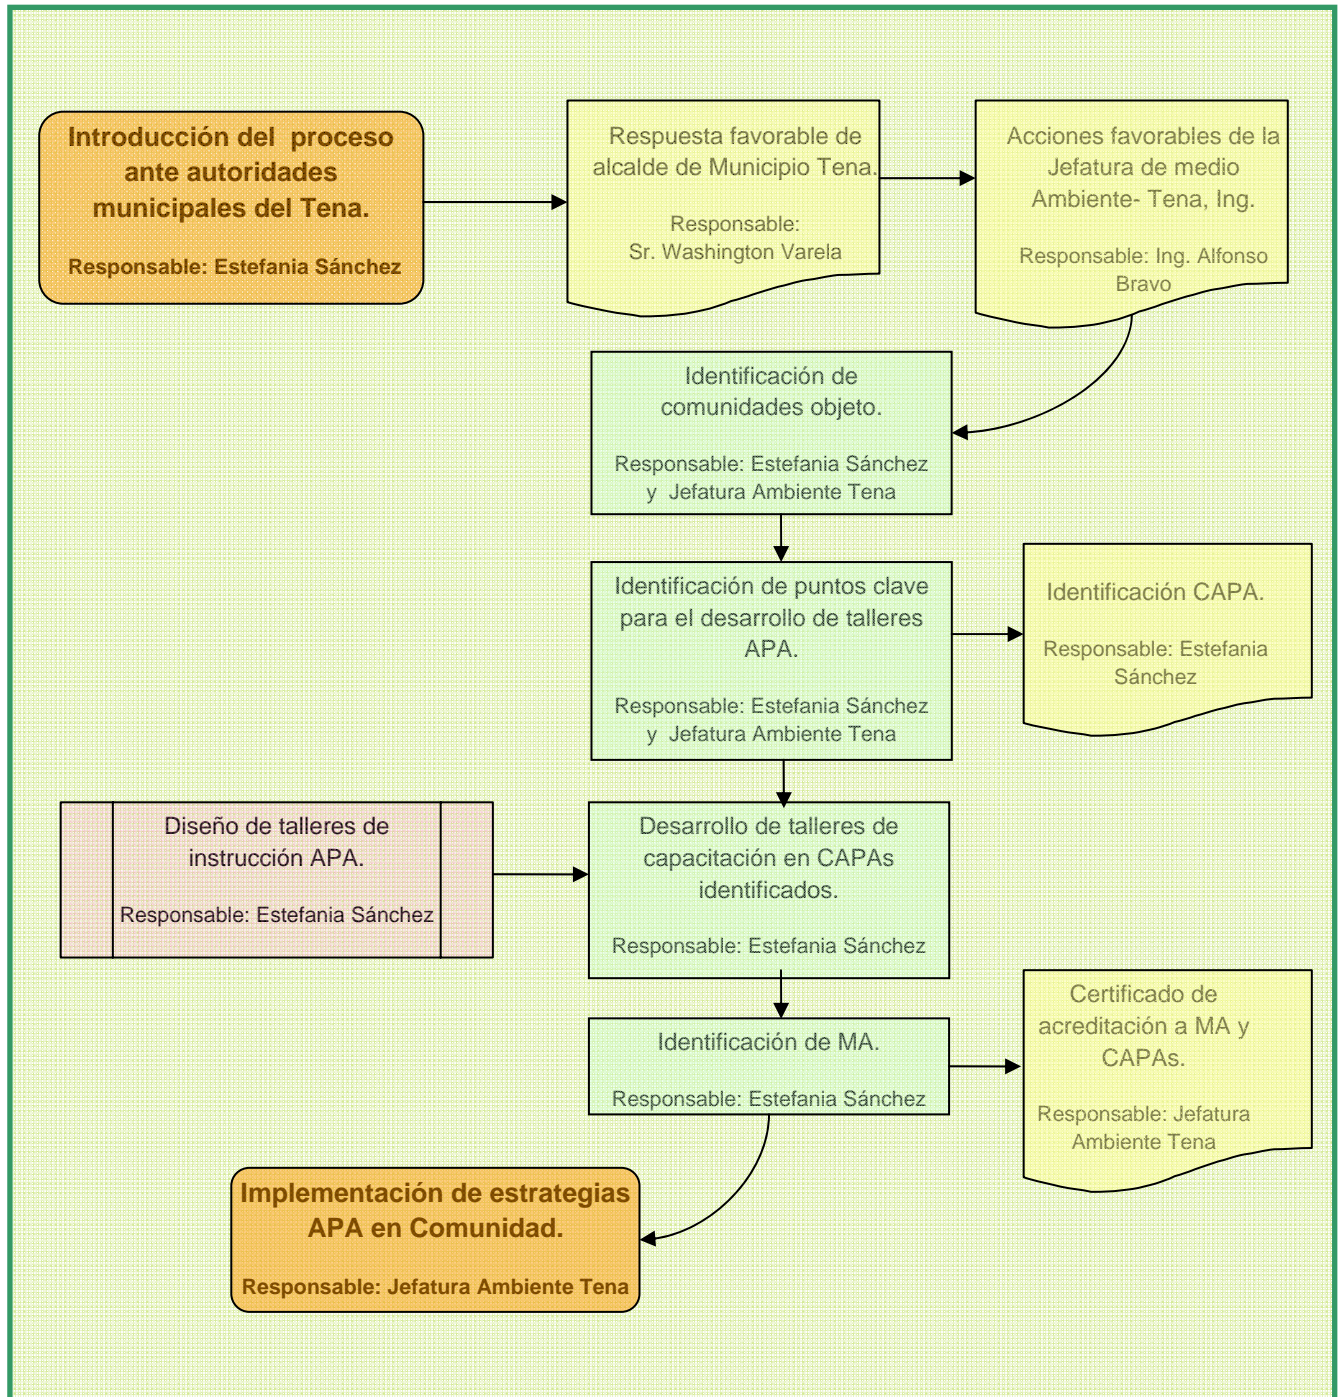 Introducción del proceso
ante autoridades
municipales del Tena.
Responsable: Estefania Sánchez
Respuesta favorable de
alcalde de Municipio Tena.
Responsable:
Sr. Washington Varela
Acciones favorables de la
Jefatura de medio
Ambiente- Tena, Ing.
Responsable: Ing. Alfonso
Bravo
Identificación de
comunidades objeto.
Responsable: Estefania Sánchez
y Jefatura Ambiente Tena
Identificación de puntos clave
para el desarrollo de talleres
APA.
Responsable: Estefania Sánchez
y Jefatura Ambiente Tena
Identificación CAPA.
Responsable: Estefania
Sánchez
Diseño de talleres de
instrucción APA.
Responsable: Estefania Sánchez
Desarrollo de talleres de
capacitación en CAPAs
identificados.
Responsable: Estefania Sánchez
Identificación de MA.
Responsable: Estefania Sánchez
Certificado de
acreditación a MA y
CAPAs.
Responsable: Jefatura
Ambiente Tena
Implementación de estrategias
APA en Comunidad.
Responsable: Jefatura Ambiente Tena